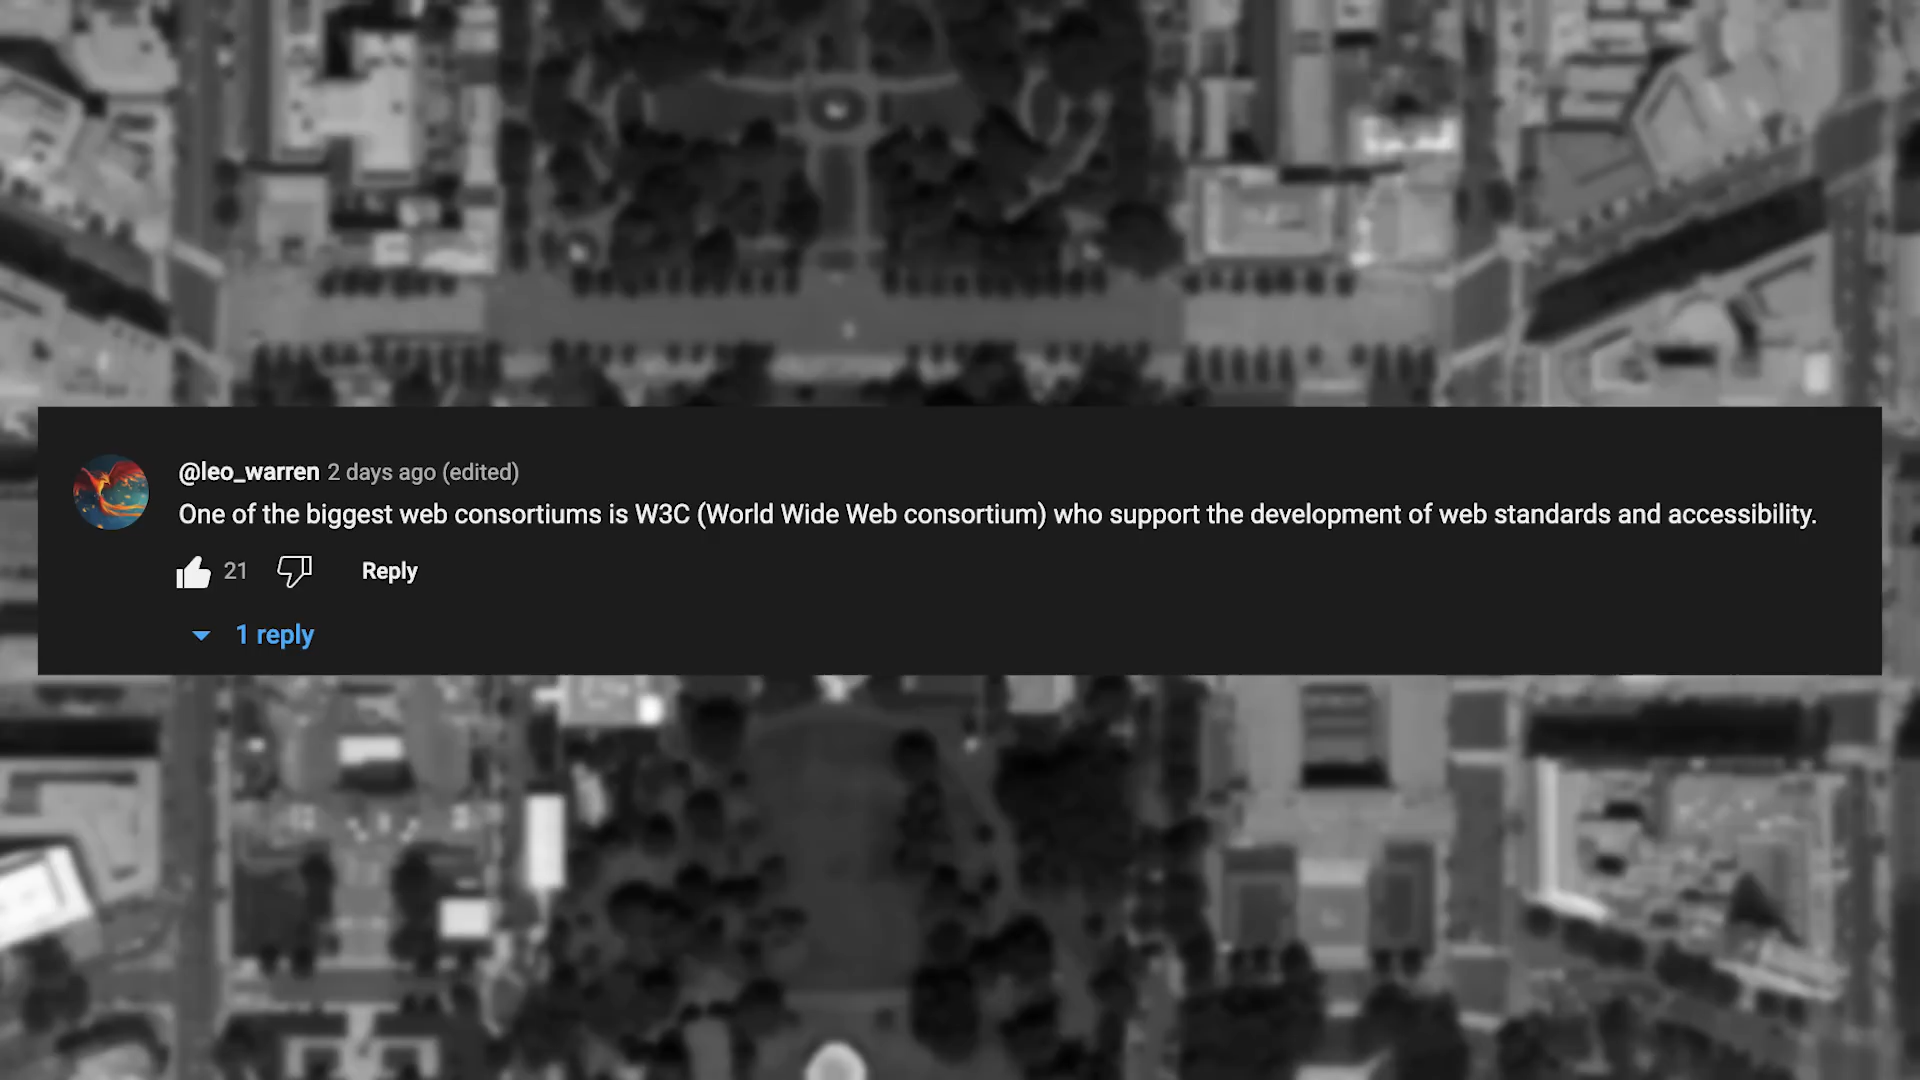 @leo_warren 2 days ago (edited)
One of the biggest web consortiums is W3C (World Wide Web consortium) who support the development of web standards and accessibility.
21 Reply
1 reply